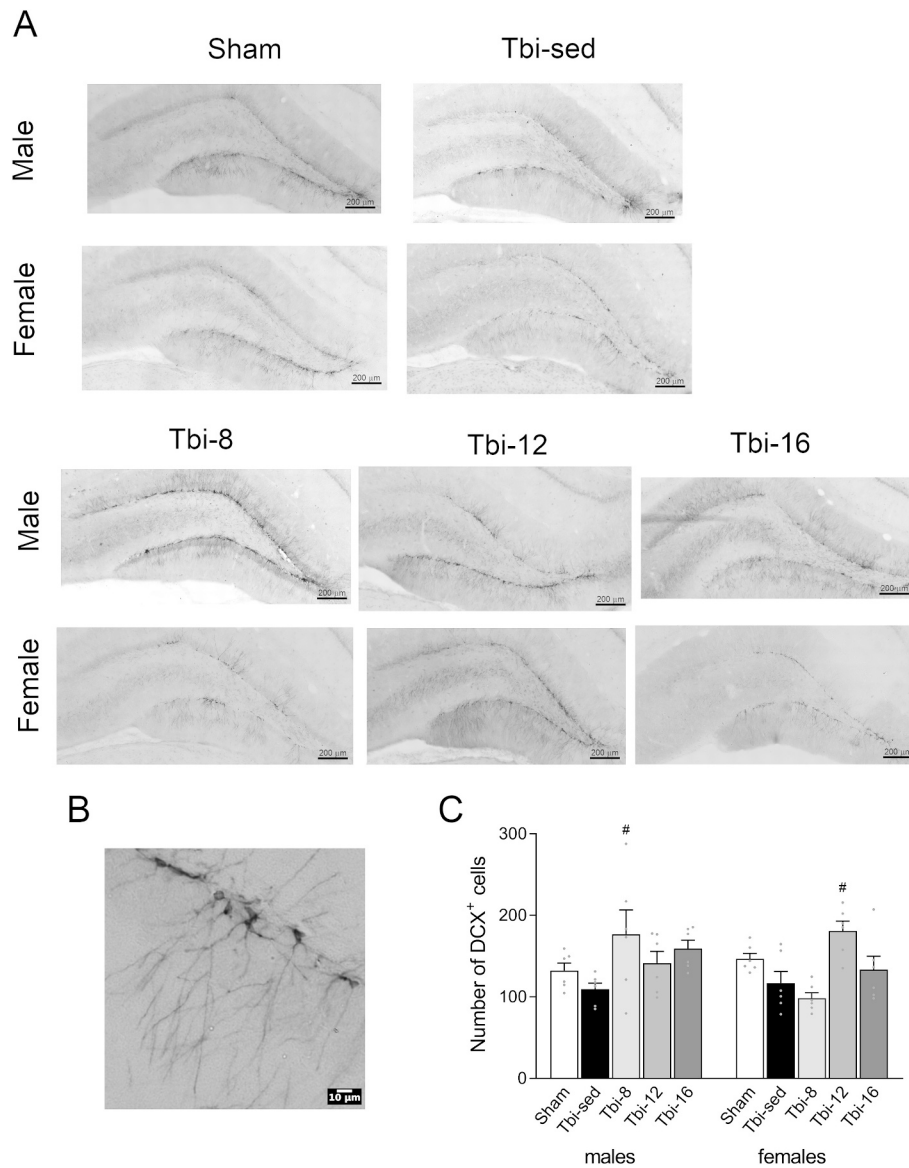 A
Sham Tbi-sed
Male
200 μm 200 μm
Female
200 μm 200 μm
Tbi-8 Tbi-12 Tbi-16
Male
200 μm 200 μm 200 μm
Female
200 μm 200 μm 200 μm
B
10 μm
C
Number of DCX⁺ cells
300
200
100
0
# #
Sham Tbi-sed Tbi-8 Tbi-12 Tbi-16 Sham Tbi-sed Tbi-8 Tbi-12 Tbi-16
males females